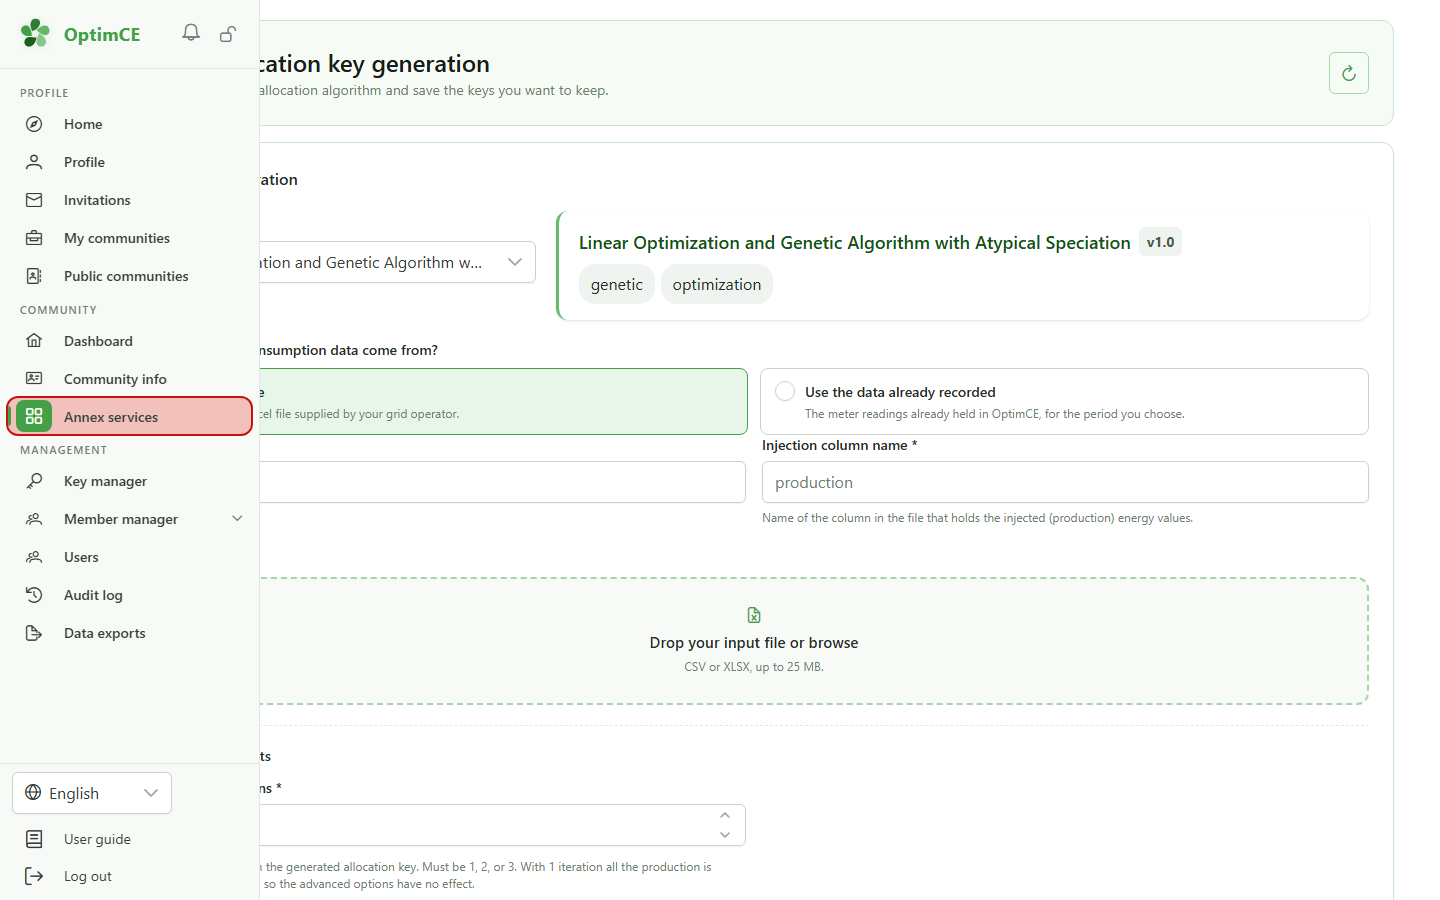 OptimCE
PROFILE
Home
Profile
Invitations
My communities
Public communities
COMMUNITY
Dashboard
Community info
Annex services
MANAGEMENT
Key manager
Member manager
Users
Audit log
Data exports
English
User guide
Log out
key generation
allocation algorithm and save the keys you want to keep.
and Genetic Algorithm w...
Linear Optimization and Genetic Algorithm with Atypical Speciation v1.0
genetic optimization
data come from?
file supplied by your grid operator.
Use the data already recorded
The meter readings already held in OptimCE, for the period you choose.
Injection column name *
production
Name of the column in the file that holds the injected (production) energy values.
Drop your input file or browse
CSV or XLSX, up to 25 MB.
the generated allocation key. Must be 1, 2, or 3. With 1 iteration all the production is
so the advanced options have no effect.